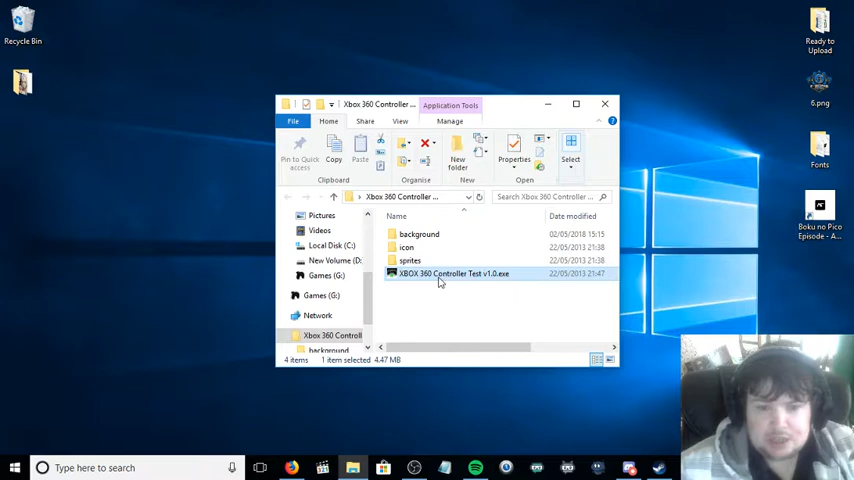 Recycle Bin
Ready to
Upload
6.png
Fonts
Boku no Pico
Episode - A...
Xbox 360 Controller ...
Application Tools
File
Home
Share
View
Manage
Pin to Quick
access
Copy
Paste
New
folder
Properties
Select
Clipboard
Organise
New
Open
Xbox 360 Controller ...
Search Xbox 360 Controller ...
Name
Date modified
Pictures
Videos
Local Disk (C:)
New Volume (D:
Games (G:)
Games (G:)
Network
Xbox 360 Controll
background
background
02/05/2018 15:15
icon
22/05/2013 21:38
sprites
22/05/2013 21:38
XBOX 360 Controller Test v1.0.exe
22/05/2013 21:47
4 items
1 item selected
4.47 MB
Type here to search